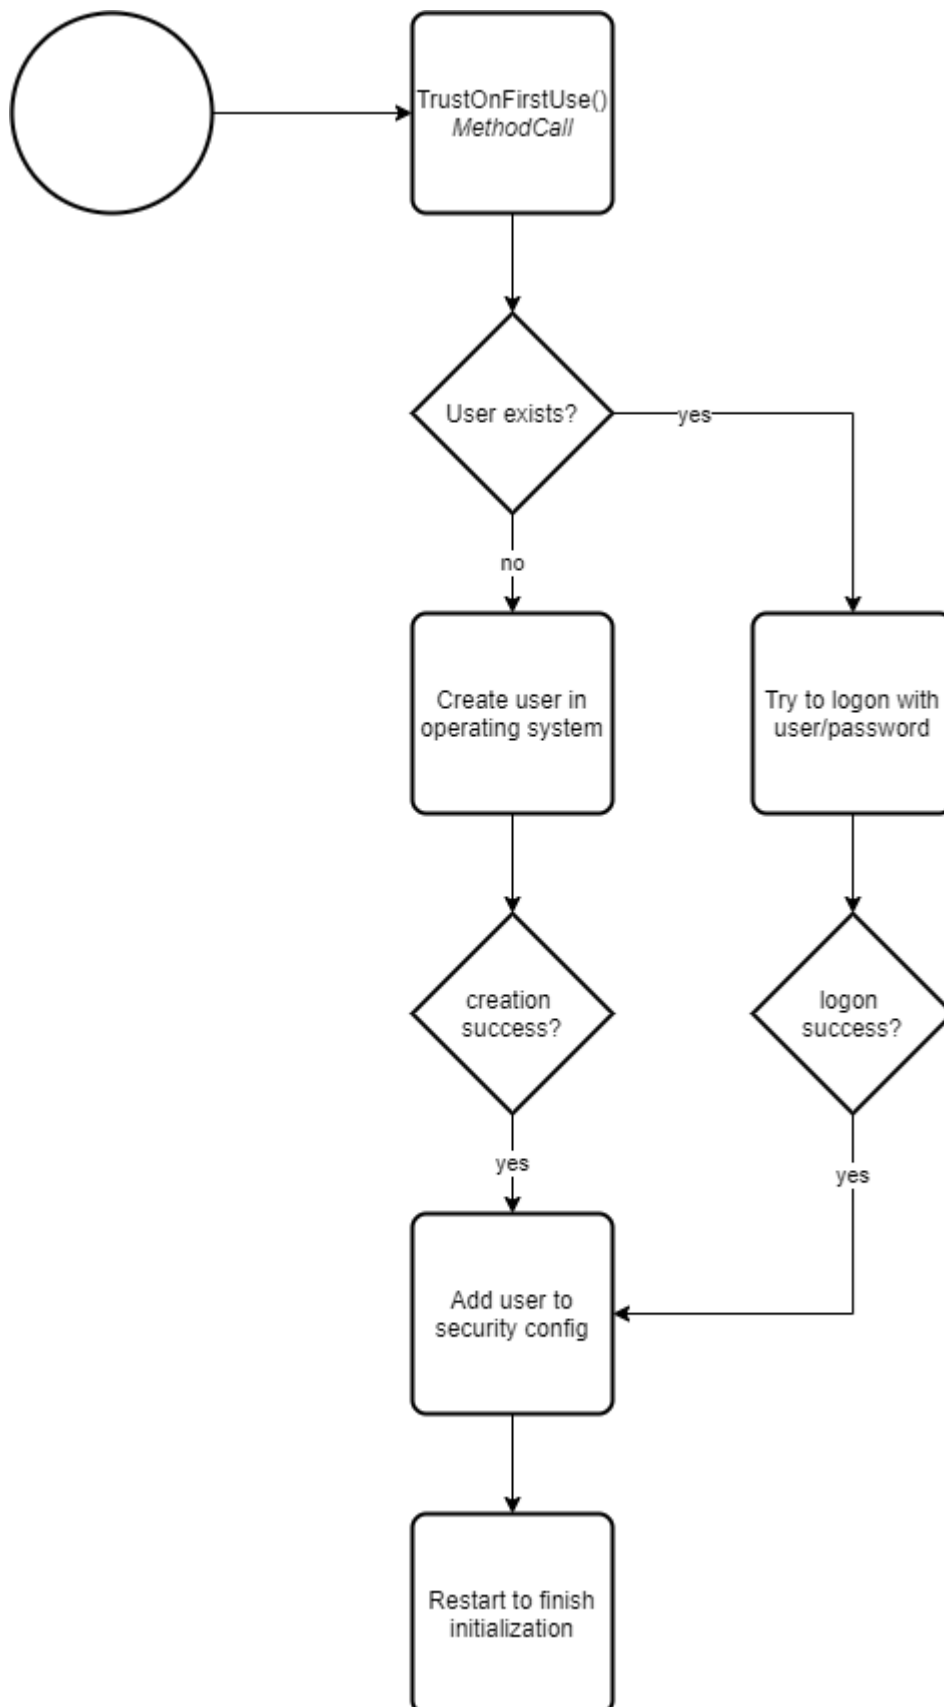 TrustOnFirstUse()
MethodCall
User exists?
yes
no
Create user in
operating system
Try to logon with
user/password
creation
success?
logon
success?
yes
yes
Add user to
security config
Restart to finish
initialization